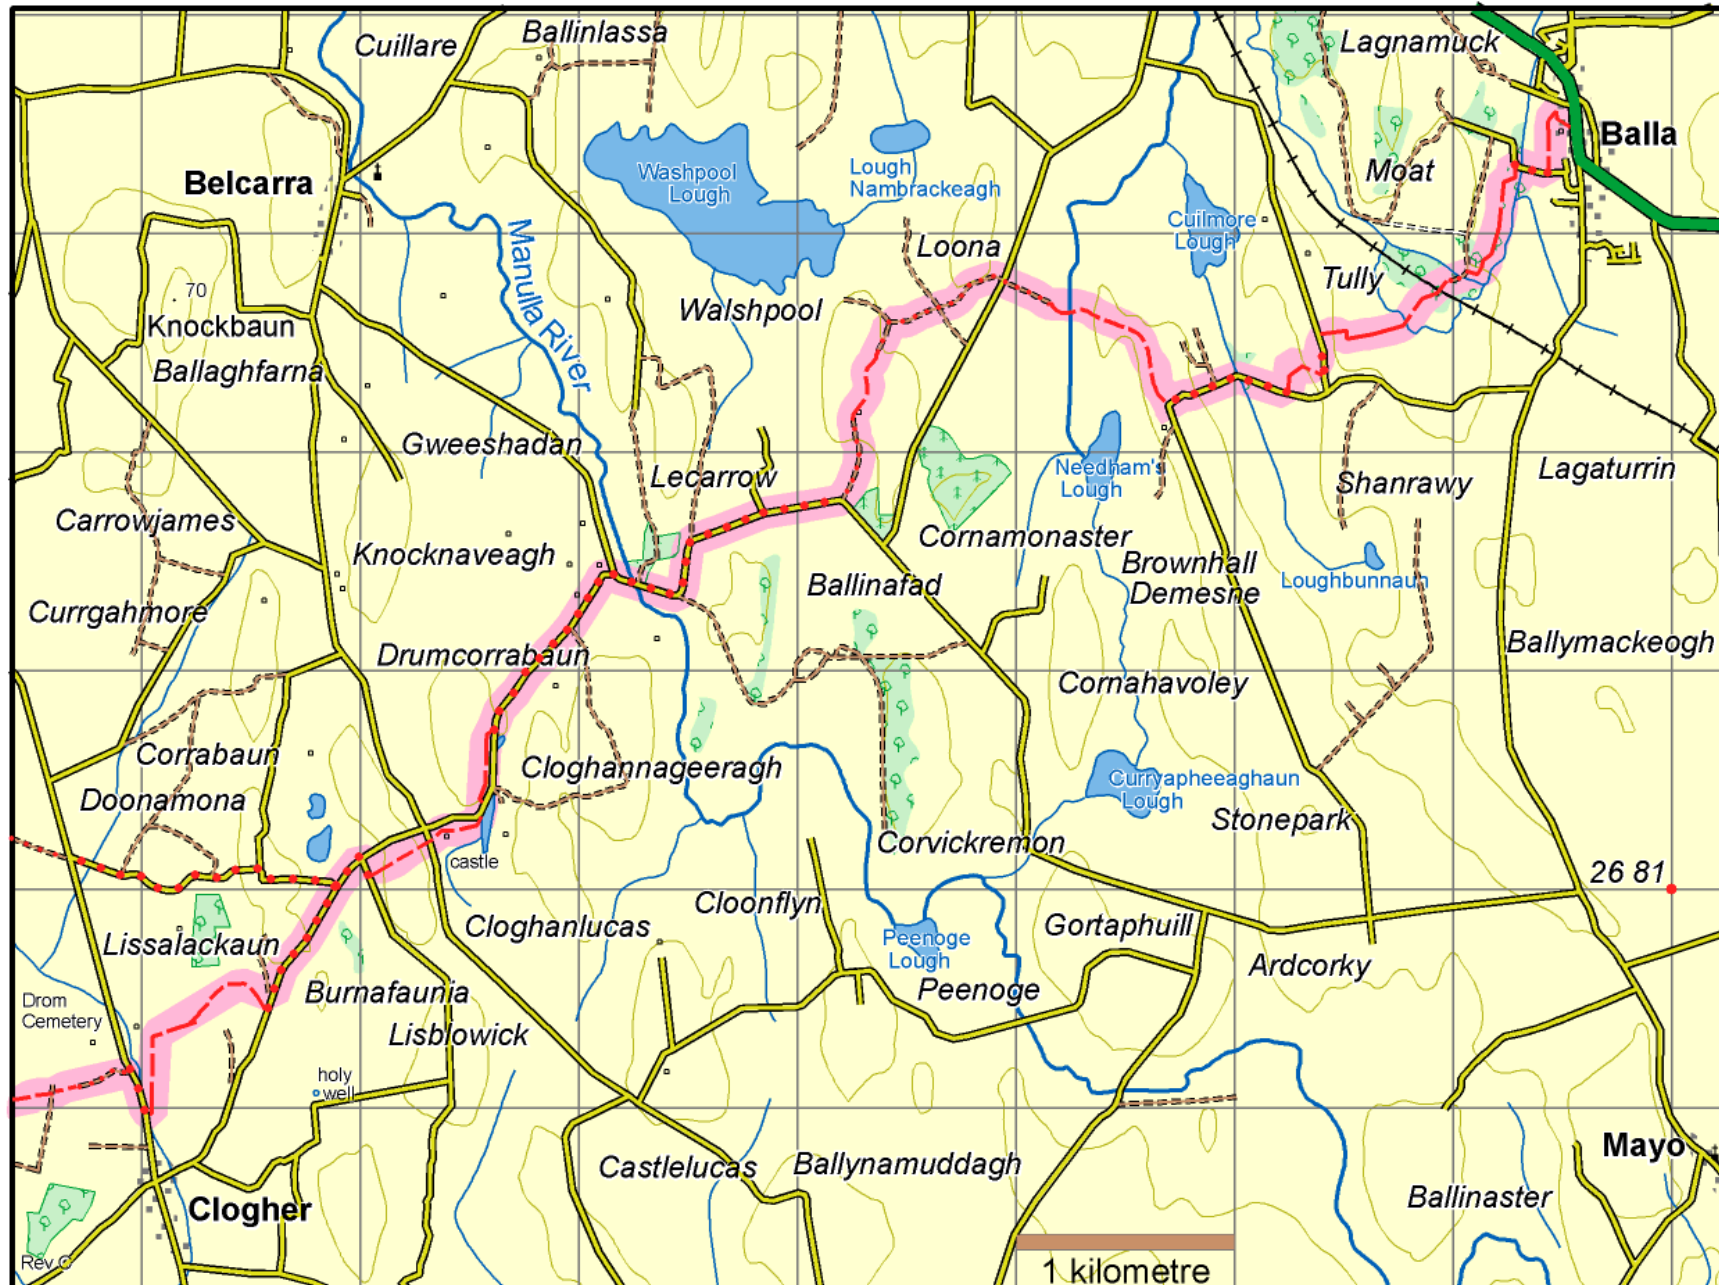 Cuillare
Ballinlassa
Lagnamuck
Balla
Belcarra
Washpool
Lough
Lough
Nambrackeagh
Moat
Cuilmore
Lough
Manulla River
Loona
Tully
70
Knockbaun
Walshpool
Ballaghfarna
Gweeshadan
Lecarrow
Needham's
Lough
Shanrawy
Lagaturrin
Carrowjames
Knocknaveagh
Cornamonaster
Brownhall
Demesne
Loughbunnaun
Ballinafad
Currgahmore
Drumcorrabaun
Ballymackeogh
Cornahavoley
Corrabaun
Cloghannageeragh
Curryapheeaghaun
Lough
Doonamona
Stonepark
castle
Corvickremon
26 81
Cloonflyn
Cloghanlucas
Gortaphuill
Lissalackaun
Peenoge
Lough
Ardcorky
Burnafaunia
Peenoge
Drom
Cemetery
Lisblowick
holy
well
Mayo
Castlelucas
Ballynamuddagh
Ballinaster
Clogher
Rev C
1 kilometre